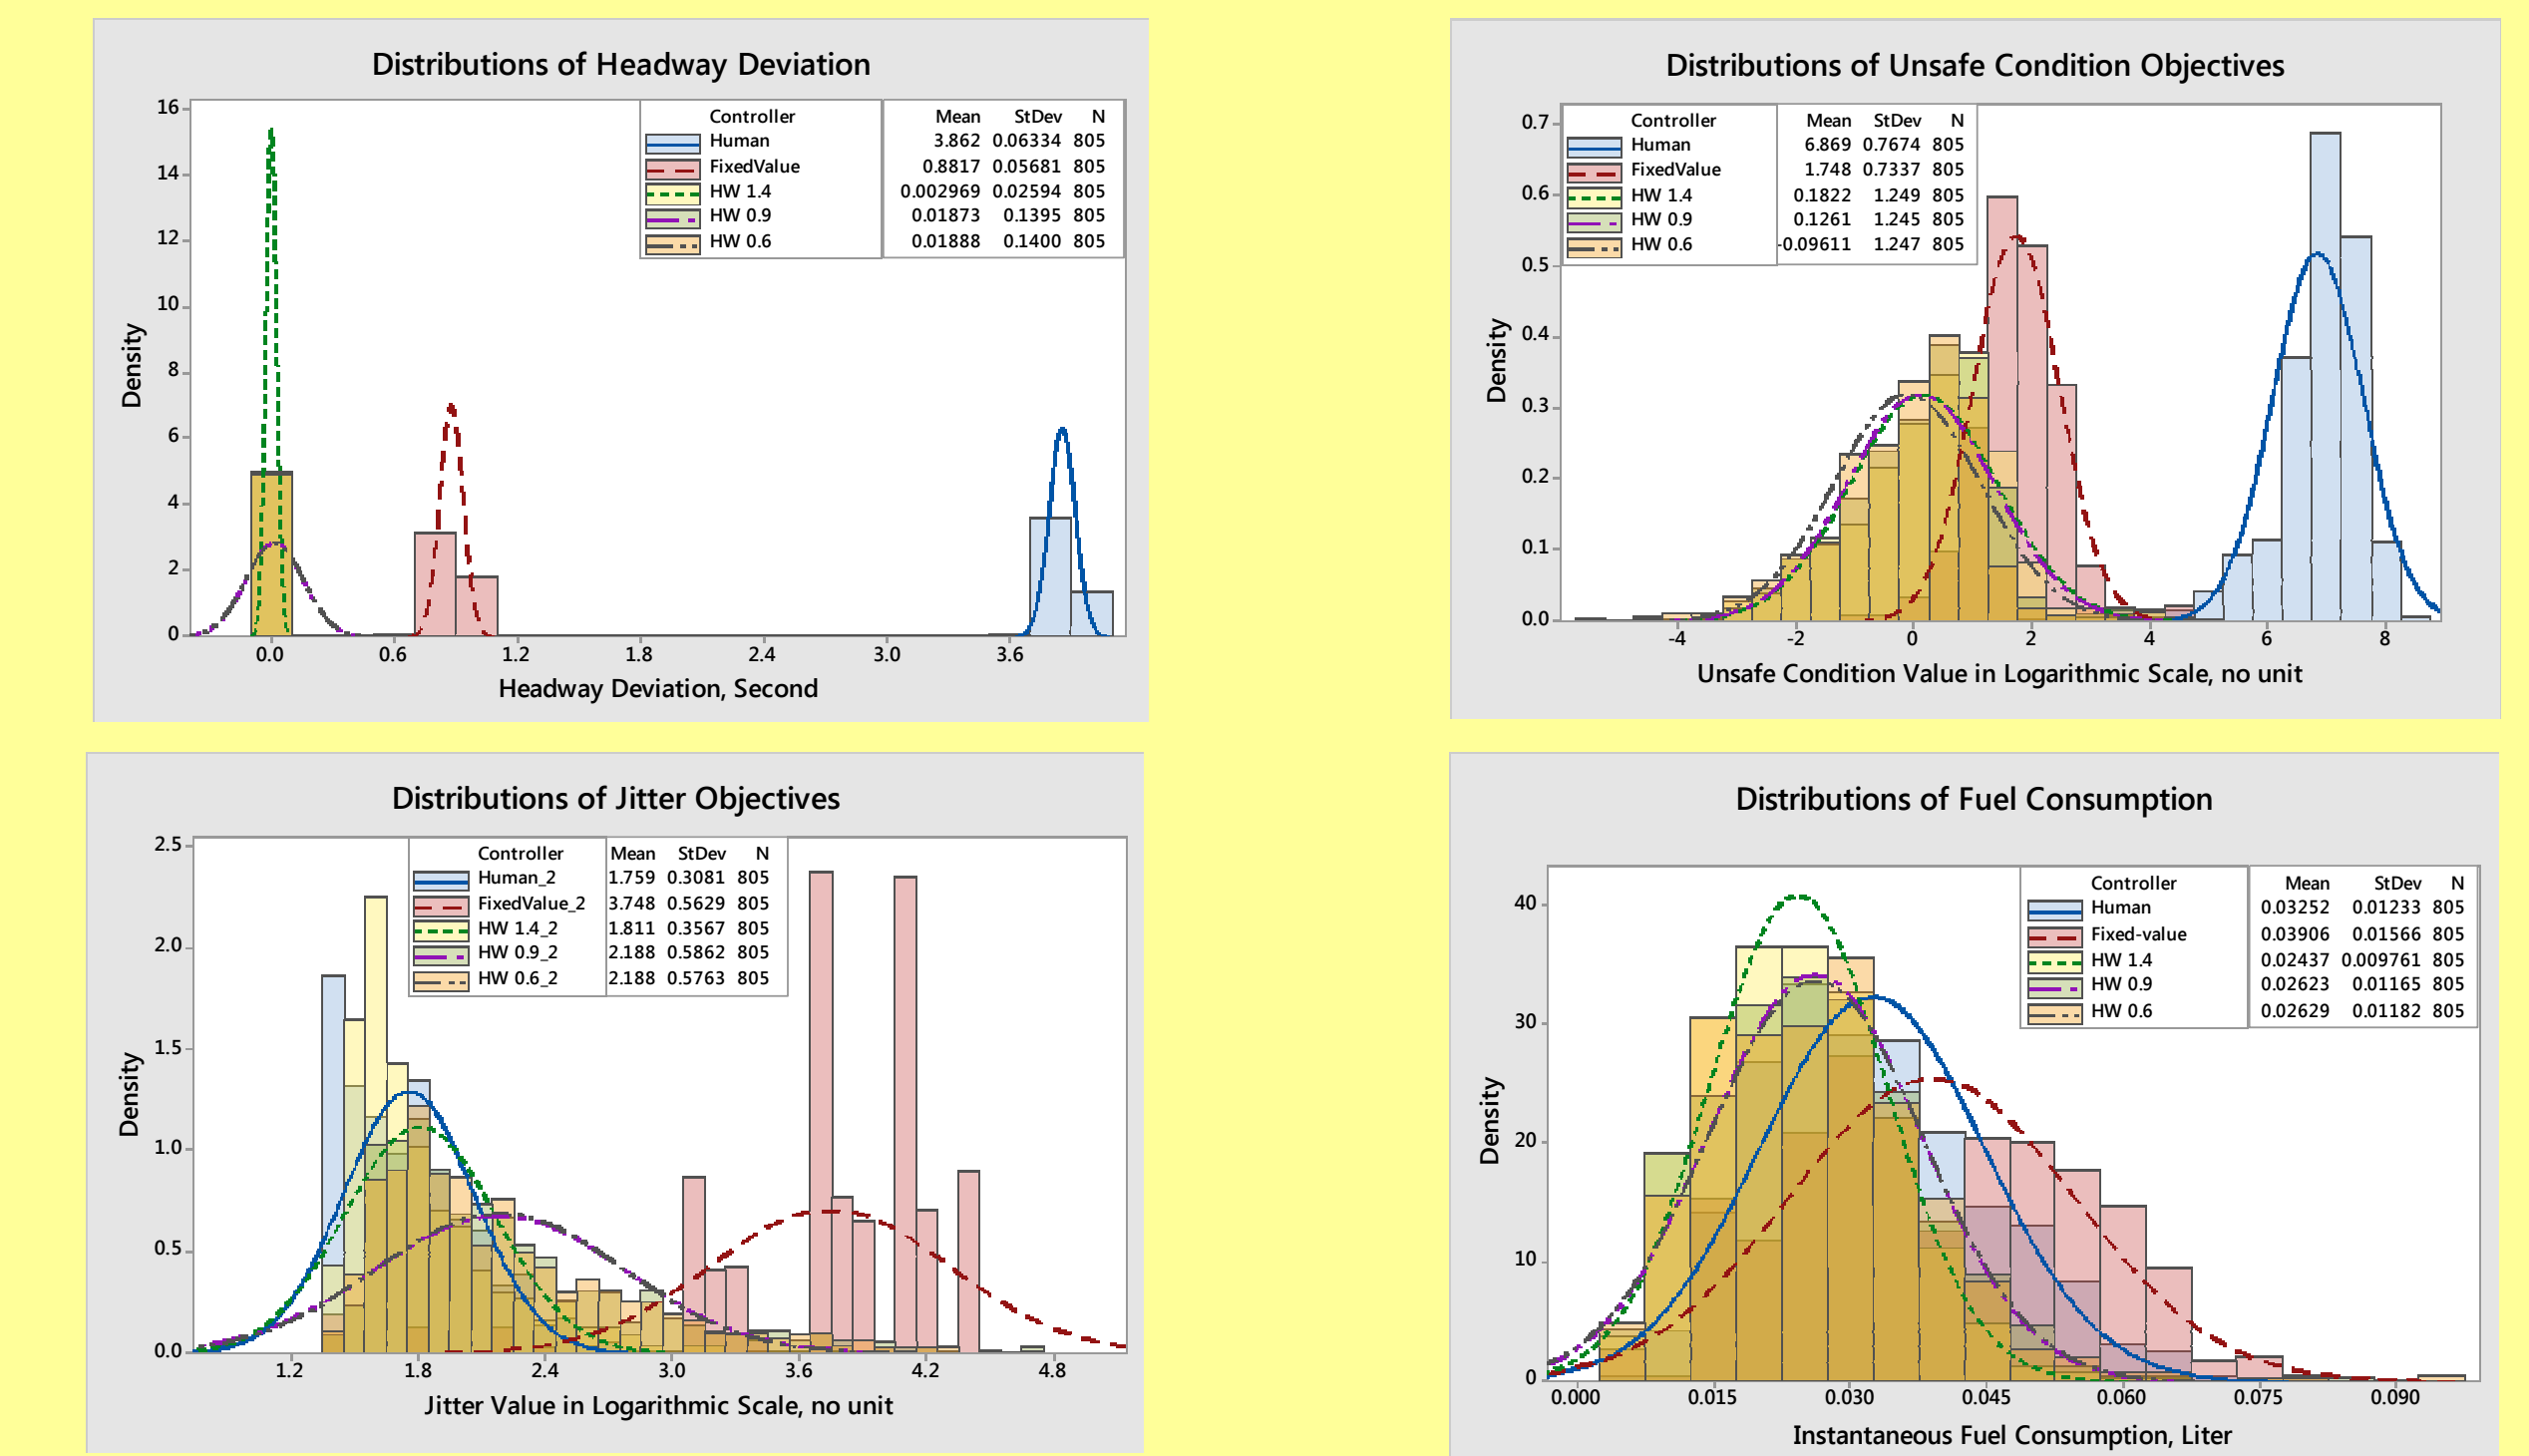 Distributions of Headway Deviation
Controller Mean StDev N
Human 3.862 0.06334 805
FixedValue 0.8817 0.05681 805
HW 1.4 0.002969 0.02594 805
HW 0.9 0.01873 0.1395 805
HW 0.6 0.01888 0.1400 805
16
14
12
10
8
6
4
2
0
Density
0.0 0.6 1.2 1.8 2.4 3.0 3.6
Headway Deviation, Second
Distributions of Unsafe Condition Objectives
Controller Mean StDev N
Human 6.869 0.7674 805
FixedValue 1.748 0.7337 805
HW 1.4 0.1822 1.249 805
HW 0.9 0.1261 1.245 805
HW 0.6 -0.09611 1.247 805
0.7
0.6
0.5
0.4
0.3
0.2
0.1
0.0
Density
-4 -2 0 2 4 6 8
Unsafe Condition Value in Logarithmic Scale, no unit
Distributions of Jitter Objectives
Controller Mean StDev N
Human_2 1.759 0.3081 805
FixedValue_2 3.748 0.5629 805
HW 1.4_2 1.811 0.3567 805
HW 0.9_2 2.188 0.5862 805
HW 0.6_2 2.188 0.5763 805
2.5
2.0
1.5
1.0
0.5
0.0
Density
1.2 1.8 2.4 3.0 3.6 4.2 4.8
Jitter Value in Logarithmic Scale, no unit
Distributions of Fuel Consumption
Controller Mean StDev N
Human 0.03252 0.01233 805
Fixed-value 0.03906 0.01566 805
HW 1.4 0.02437 0.009761 805
HW 0.9 0.02623 0.01165 805
HW 0.6 0.02629 0.01182 805
40
30
20
10
0
Density
0.000 0.015 0.030 0.045 0.060 0.075 0.090
Instantaneous Fuel Consumption, Liter